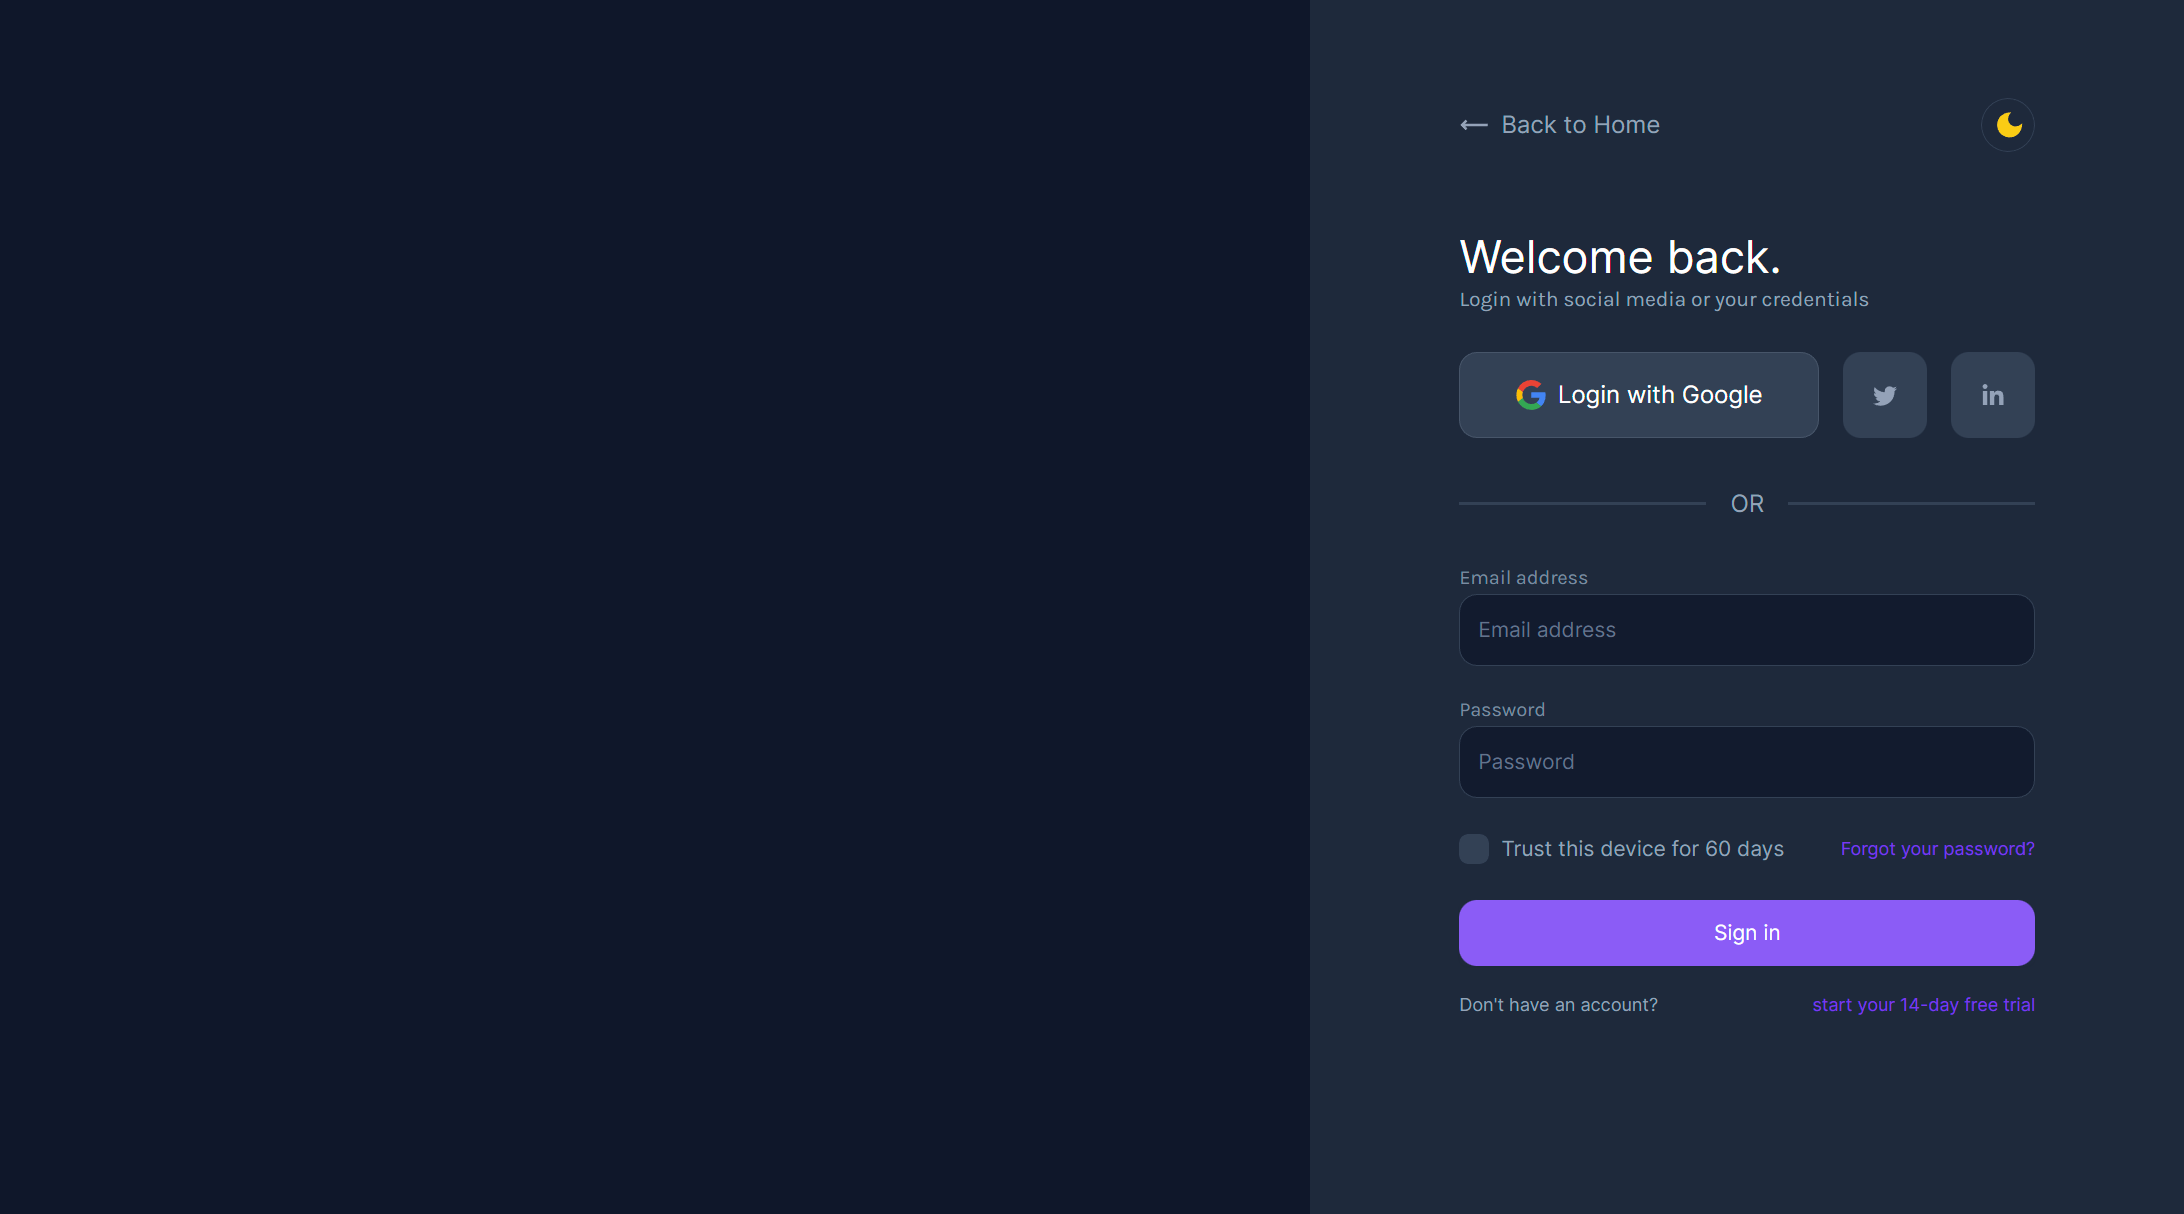 Back to Home
Welcome back.
Login with social media or your credentials
Login with Google
OR
Email address
Email address
Password
Password
Trust this device for 60 days Forgot your password?
Sign in
Don't have an account? start your 14-day free trial